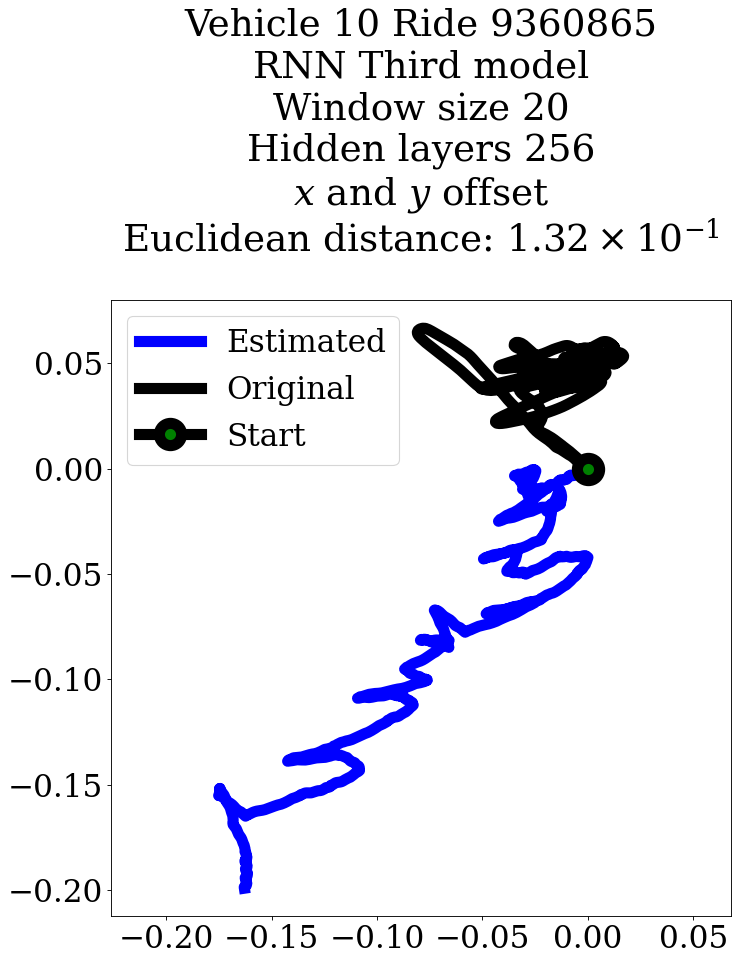 Vehicle 10 Ride 9360865
RNN Third model
Window size 20
Hidden layers 256
x and y offset
Euclidean distance: 1.32 × 10⁻¹
Estimated
Original
Start
0.05
0.00
−0.05
−0.10
−0.15
−0.20
−0.20 −0.15 −0.10 −0.05 0.00 0.05